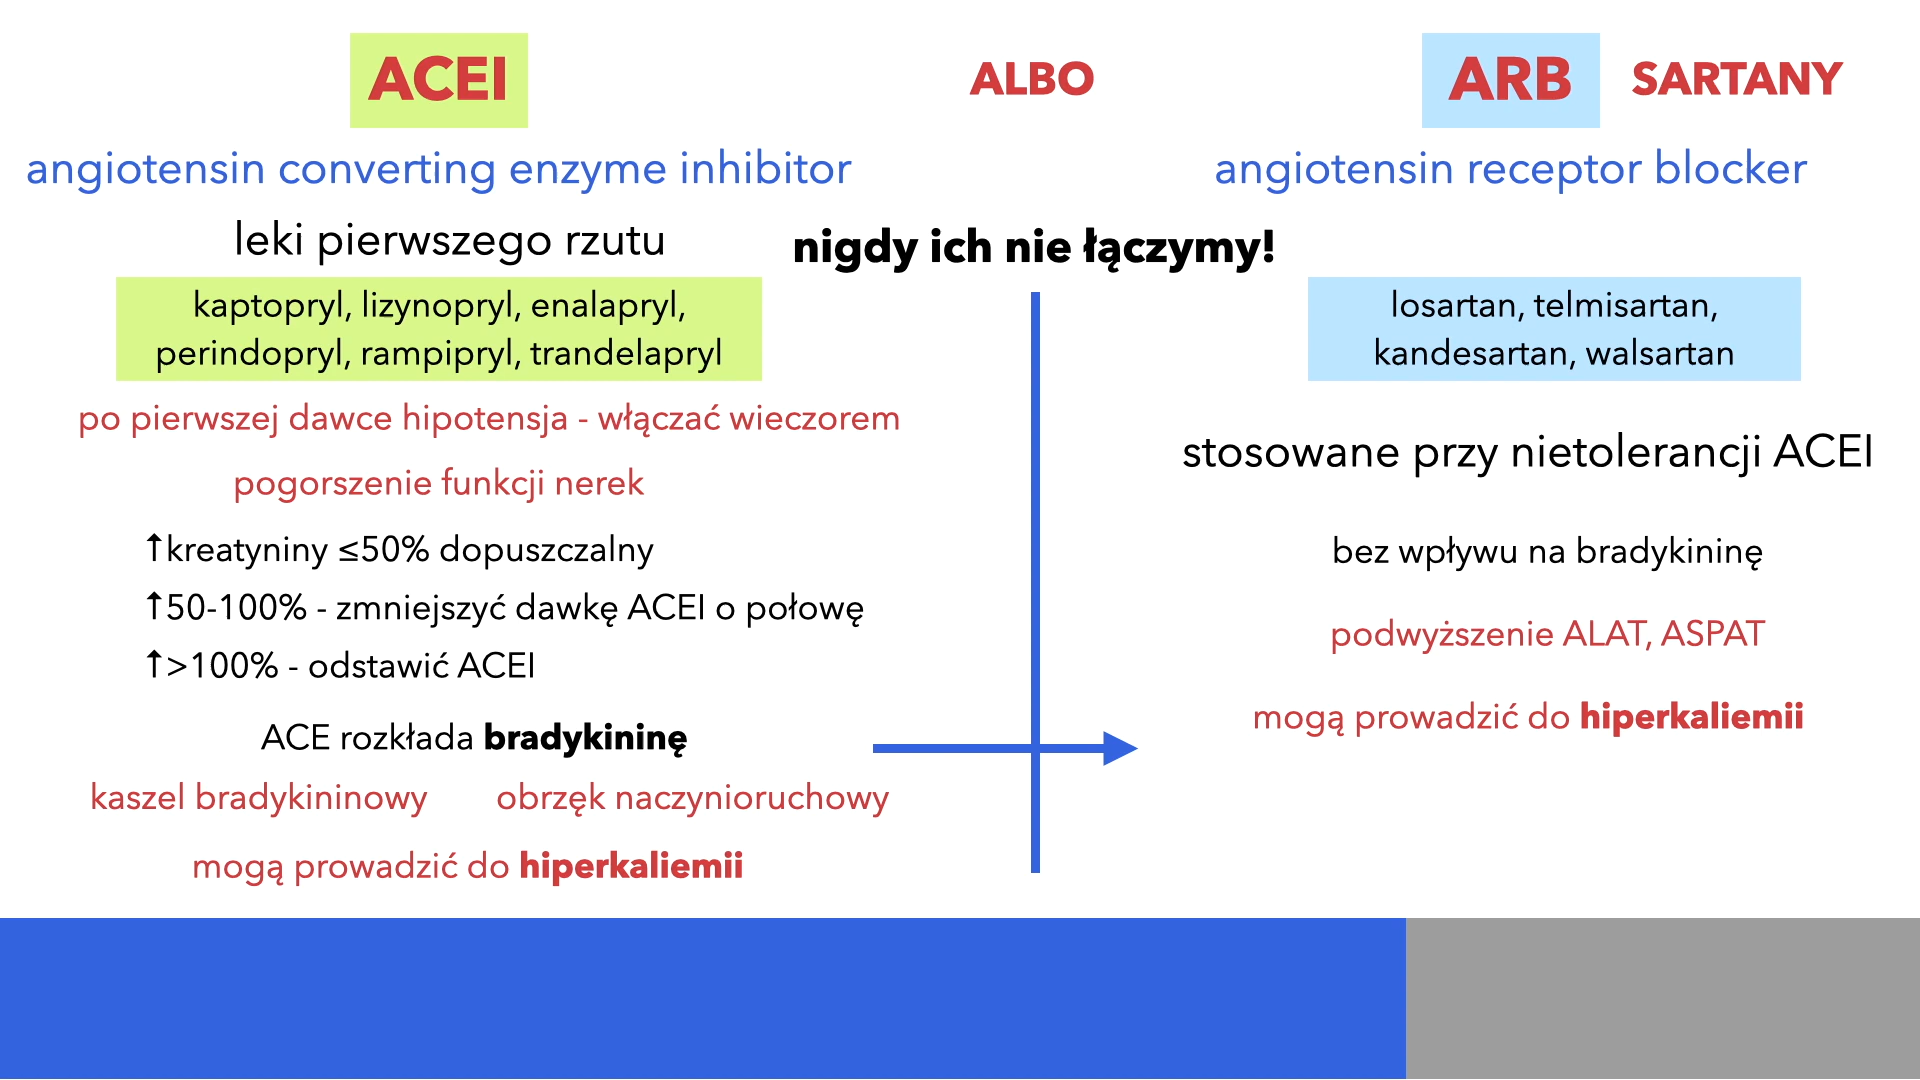 ACEI
ALBO
ARB
SARTANY
angiotensin converting enzyme inhibitor
angiotensin receptor blocker
leki pierwszego rzutu
nigdy ich nie łączymy!
kaptopryl, lizynopryl, enalapryl,
perindopryl, rampipryl, trandelapryl
losartan, telmisartan,
kandesartan, walsartan
po pierwszej dawce hipotensja - włączać wieczorem
pogorszenie funkcji nerek
↑kreatyniny ≤50% dopuszczalny
↑50-100% - zmniejszyć dawkę ACEI o połowę
↑>100% - odstawić ACEI
ACE rozkłada bradykininę
kaszel bradykininowy
obrzęk naczynioruchowy
mogą prowadzić do hiperkaliemii
stosowane przy nietolerancji ACEI
bez wpływu na bradykininę
podwyższenie ALAT, ASPAT
mogą prowadzić do hiperkaliemii